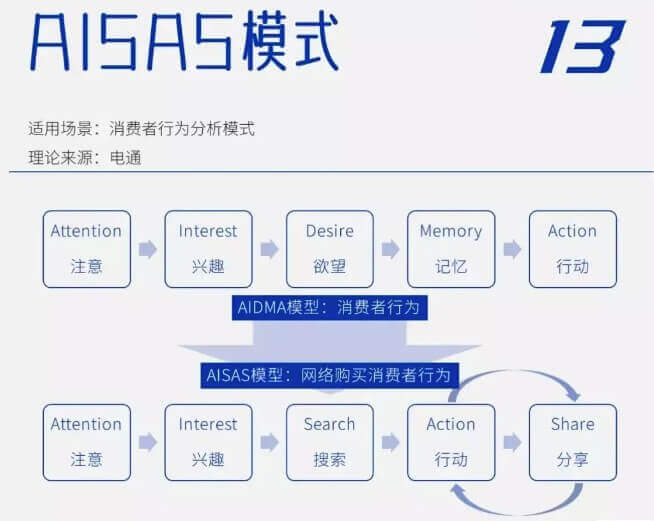 AISAS模式
13
适用场景：消费者行为分析模式
理论来源：电通
Attention
注意
Interest
兴趣
Desire
欲望
Memory
记忆
Action
行动
AIDMA模型：消费者行为
AISAS模型：网络购买消费者行为
Attention
注意
Interest
兴趣
Search
搜索
Action
行动
Share
分享